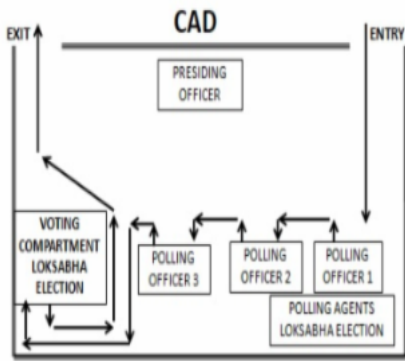 CAD
EXIT
ENTRY
PRESIDING
OFFICER
VOTING
COMPARTMENT
LOKSABHA
ELECTION
POLLING
OFFICER 3
POLLING
OFFICER 2
POLLING
OFFICER 1
POLLING AGENTS
LOKSABHA ELECTION